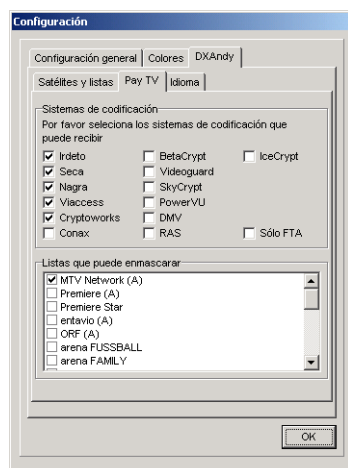 Configuración
Configuración general Colores DXAndy
Satélites y listas Pay TV Idioma
Sistemas de codificación
Por favor selecciona los sistemas de codificación que
puede recibir
Irdeto BetaCrypt IceCrypt
Seca Videoguard
Nagra SkyCrypt
Viaccess PowerVU
Cryptoworks DMV
Conax RAS Sólo FTA
Listas que puede enmascarar
MTV Network (A)
Premiere (A)
Premiere Star
entavio (A)
ORF (A)
arena FUSSBALL
arena FAMILY
OK